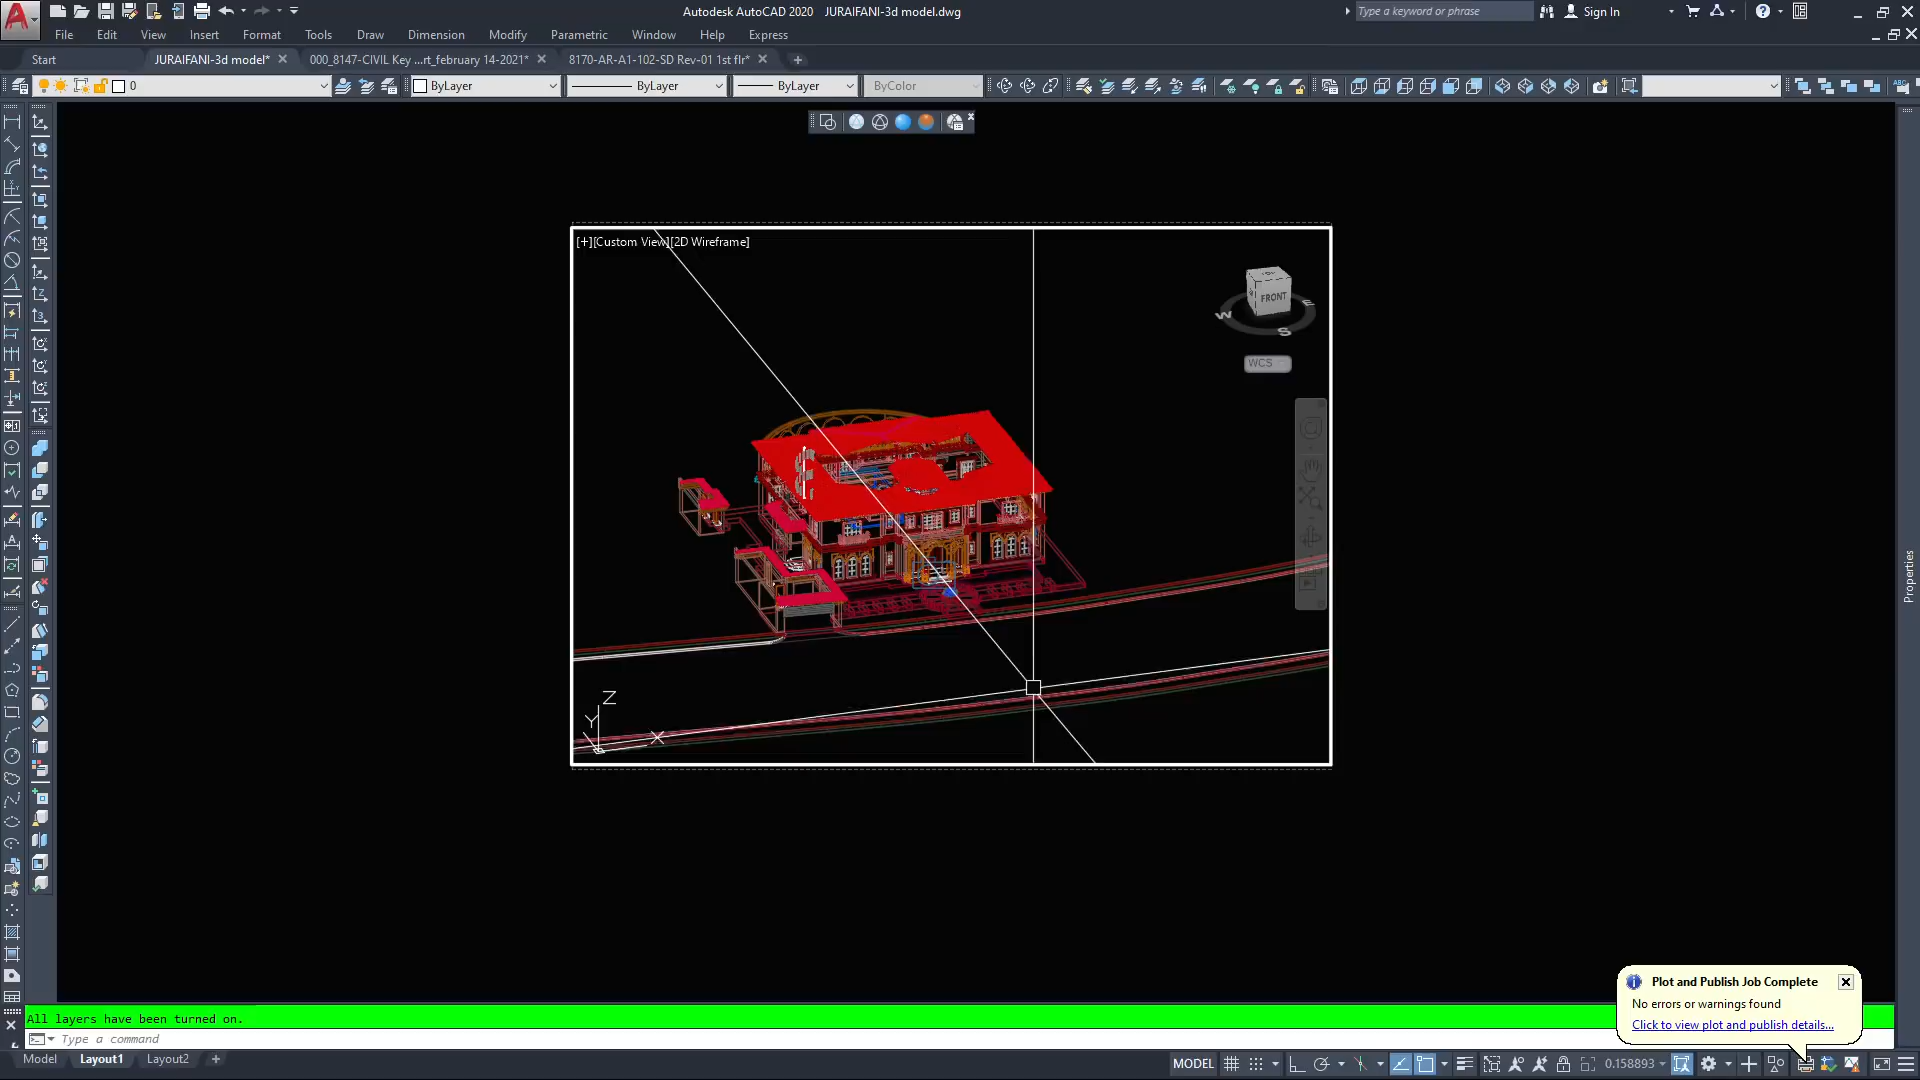 Autodesk AutoCAD 2020 JURAIFANI-3d model.dwg
Type a keyword or phrase
Sign In
File Edit View Insert Format Tools Draw Dimension Modify Parametric Window Help Express
Start JURAIFANI-3d model* 000_8147-CIVIL Key ...rt_february 14-2021* 8170-AR-A1-102-SD Rev-01 1st flr*
0 ByLayer ByLayer ByLayer ByColor
[+][Custom View][2D Wireframe]
FRONT
W S E
WCS
Z
Y
X
Properties
Plot and Publish Job Complete
No errors or warnings found
Click to view plot and publish details...
All layers have been turned on.
Type a command
Model Layout1 Layout2
MODEL 0.158893